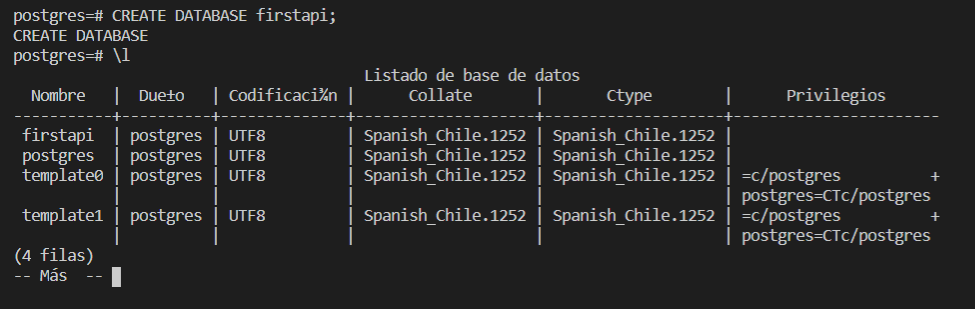 postgres=# CREATE DATABASE firstapi;
CREATE DATABASE
postgres=# \l
                                     Listado de base de datos
  Nombre   |  Due±o   | Codificaci¾n |      Collate       |       Ctype        |      Privilegios
-----------+----------+--------------+--------------------+--------------------+-----------------------
 firstapi  | postgres | UTF8         | Spanish_Chile.1252 | Spanish_Chile.1252 |
 postgres  | postgres | UTF8         | Spanish_Chile.1252 | Spanish_Chile.1252 |
 template0 | postgres | UTF8         | Spanish_Chile.1252 | Spanish_Chile.1252 | =c/postgres          +
           |          |              |                    |                    | postgres=CTc/postgres
 template1 | postgres | UTF8         | Spanish_Chile.1252 | Spanish_Chile.1252 | =c/postgres          +
           |          |              |                    |                    | postgres=CTc/postgres
(4 filas)
-- Más  --